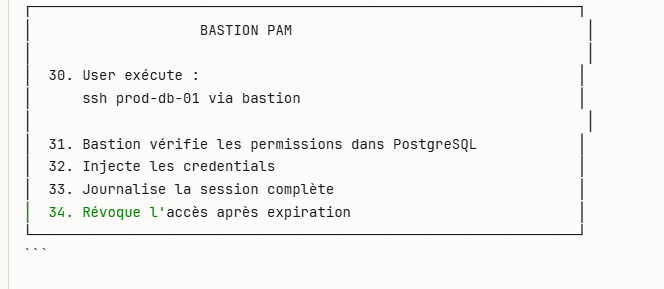 BASTION PAM
30. User exécute :
ssh prod-db-01 via bastion
31. Bastion vérifie les permissions dans PostgreSQL
32. Injecte les credentials
33. Journalise la session complète
34. Révoque l'accès après expiration
```